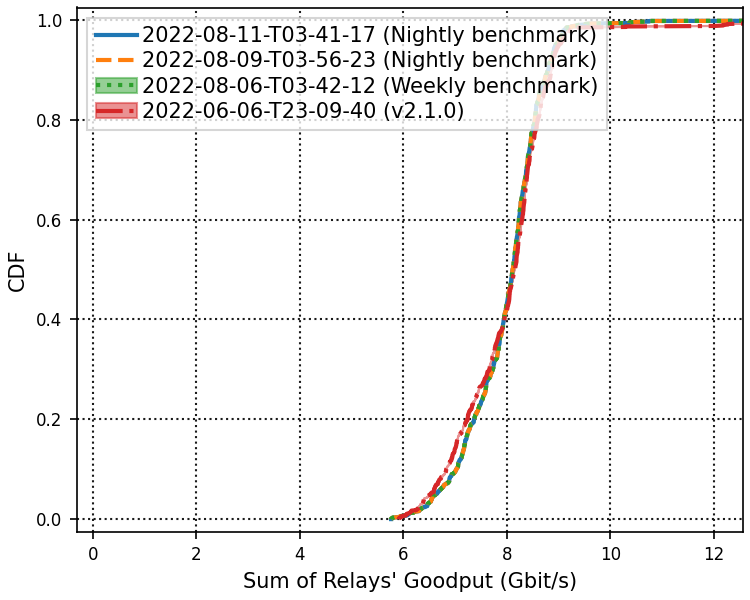 1.0
2022-08-11-T03-41-17 (Nightly benchmark)
2022-08-09-T03-56-23 (Nightly benchmark)
2022-08-06-T03-42-12 (Weekly benchmark)
2022-06-06-T23-09-40 (v2.1.0)
0.8
0.6
CDF
0.4
0.2
0.0
0 2 4 6 8 10 12
Sum of Relays' Goodput (Gbit/s)